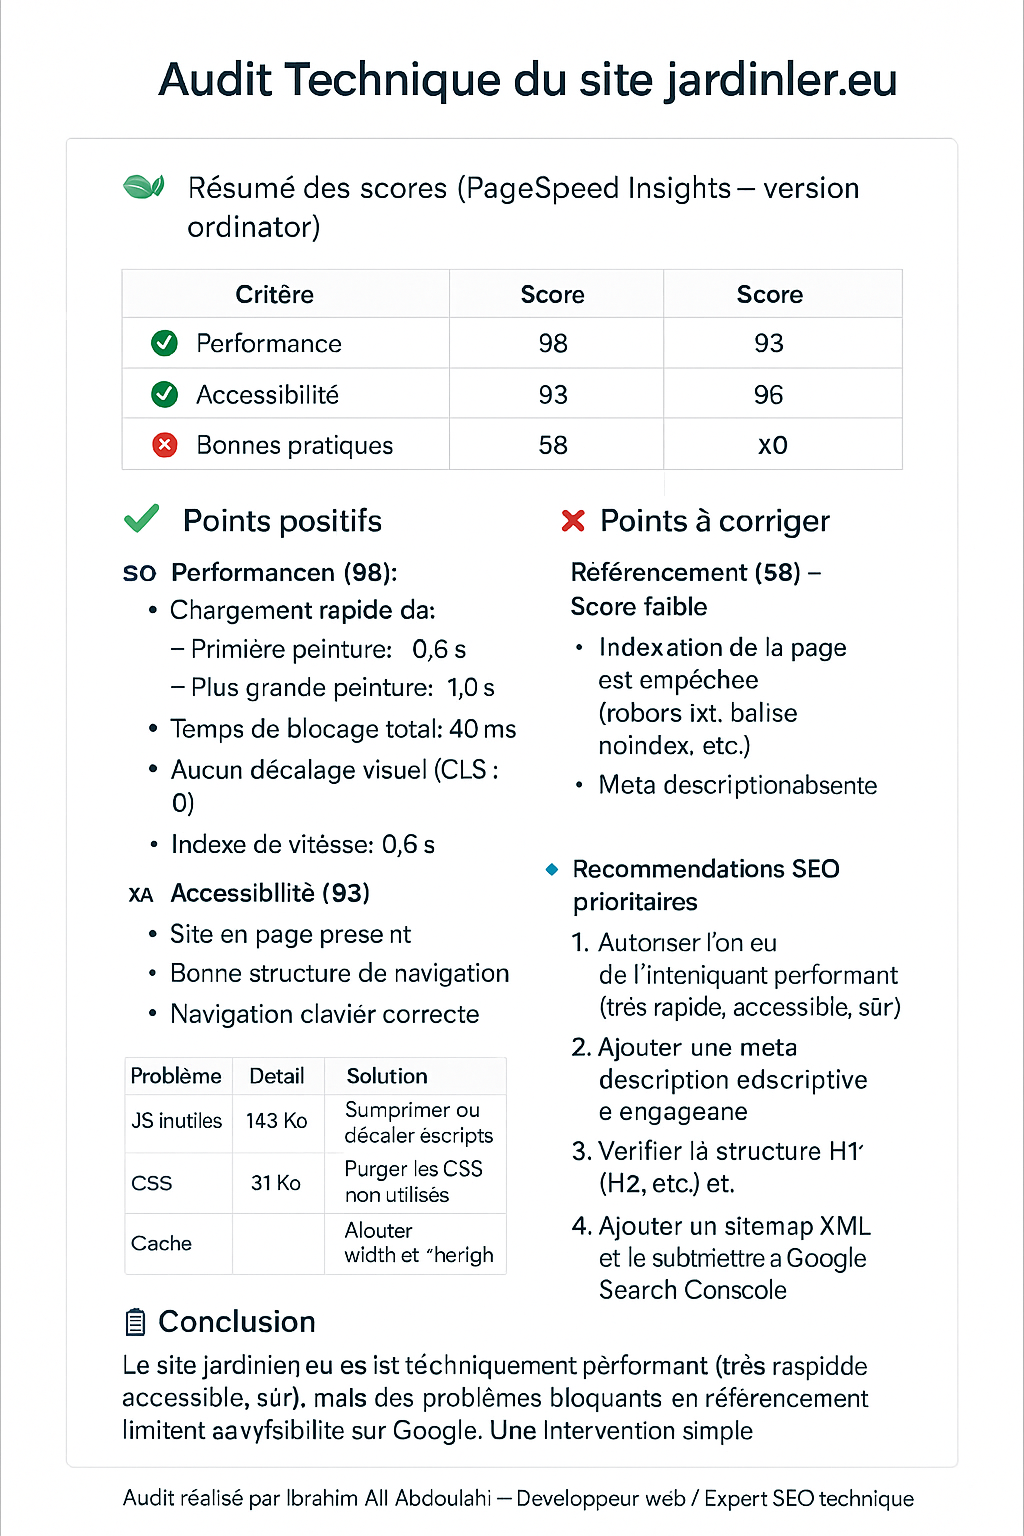 Audit Technique du site jardinler.eu
Résumé des scores (PageSpeed Insights – version
ordinator)
Critêre Score Score
Performance 98 93
Accessibilité 93 96
Bonnes pratiques 58 x0
Points positifs
SO Performancen (98):
• Chargement rapide da:
– Primière peinture: 0,6 s
– Plus grande peinture: 1,0 s
• Temps de blocage total: 40 ms
• Aucun décalage visuel (CLS :
0)
• Indexe de vitèsse: 0,6 s
XA Accessibllitè (93)
• Site en page prese nt
• Bonne structure de navigation
• Navigation claviér correcte
Problème Detail Solution
JS inutiles 143 Ko Sumprimer ou
décaler éscripts
CSS 31 Ko Purger les CSS
non utilisés
Cache Alouter
width et “herigh
Points à corriger
Référencement (58) –
Score faible
• Indexation de la page
est empéchee
(robors ixt. balise
noindex, etc.)
• Meta descriptionabsente
Recommendations SEO
prioritaires
1. Autoriser l’on eu
de l’inteniquant performant
(trés rapide, accessible, sūr)
2. Ajouter une meta
description edscriptive
e engageane
3. Verifier là structure H1′
(H2, etc.) et.
4. Ajouter un sitemap XML
et le subtmettre a Google
Search Conscole
Conclusion
Le site jardinien eu es ist téchniquement pèrformant (très raspidde
accessible, súr). mals des problêmes bloquants en référencement
limitent aavyfsibilite sur Google. Une Intervention simple
Audit réalisé par Ibrahim All Abdoulahi – Developpeur web / Expert SEO technique